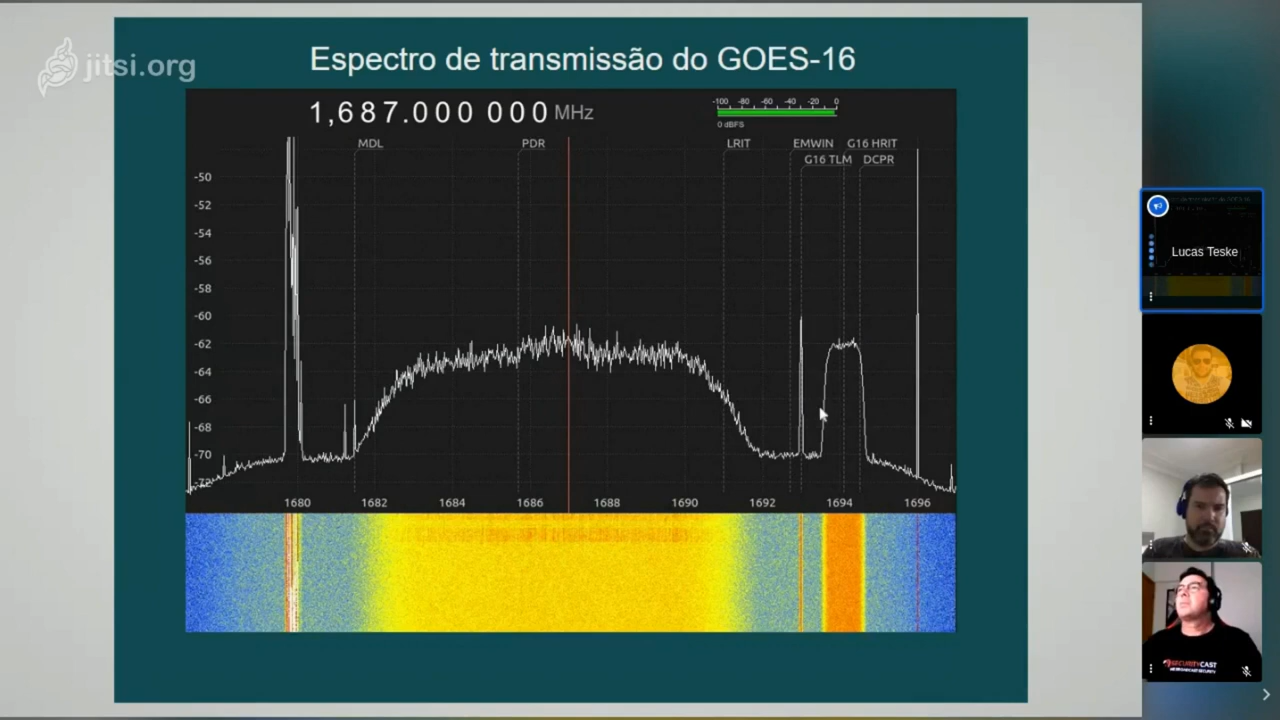 jitsi.org
Espectro de transmissão do GOES-16
1,687.000 000 MHz
-100 -80 -60 -40 -20 0
0 dBFS
MDL PDR LRIT EMWIN G16 HRIT
G16 TLM DCPR
-50
-52
-54
-56
-58
-60
-62
-64
-66
-68
-70
-72
1680 1682 1684 1686 1688 1690 1692 1694 1696
Lucas Teske
SECURITYCAST